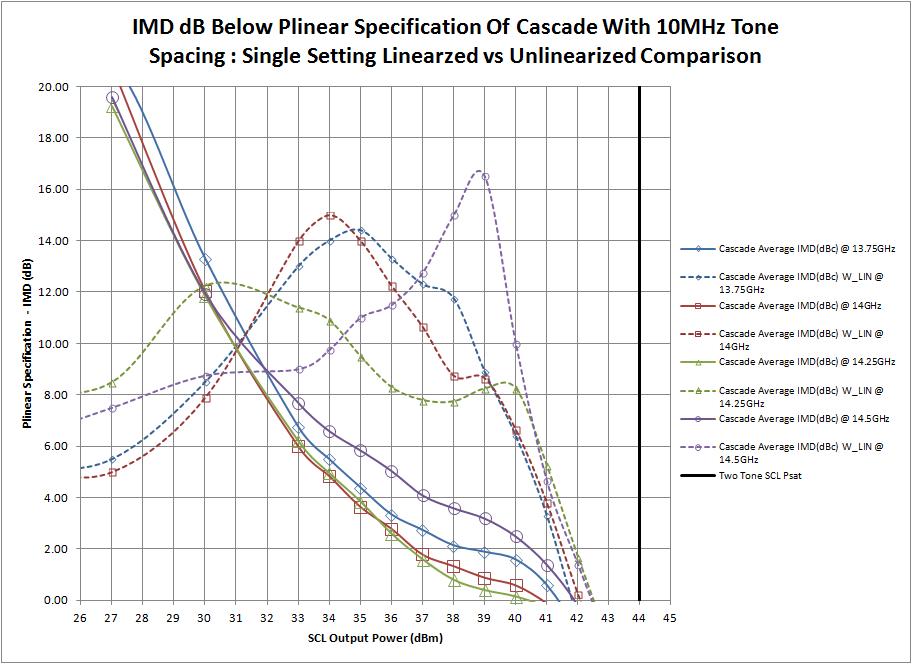 IMD dB Below Plinear Specification Of Cascade With 10MHz Tone
Spacing : Single Setting Linearzed vs Unlinearized Comparison
20.00
18.00
16.00
14.00
12.00
10.00
8.00
6.00
4.00
2.00
0.00
Plinear Specification - IMD (dB)
26 27 28 29 30 31 32 33 34 35 36 37 38 39 40 41 42 43 44 45
SCL Output Power (dBm)
Cascade Average IMD(dBc) @ 13.75GHz
Cascade Average IMD(dBc) W_LIN @
13.75GHz
Cascade Average IMD(dBc) @ 14GHz
Cascade Average IMD(dBc) W_LIN @
14GHz
Cascade Average IMD(dBc) @ 14.25GHz
Cascade Average IMD(dBc) W_LIN @
14.25GHz
Cascade Average IMD(dBc) @ 14.5GHz
Cascade Average IMD(dBc) W_LIN @
14.5GHz
Two Tone SCL Psat